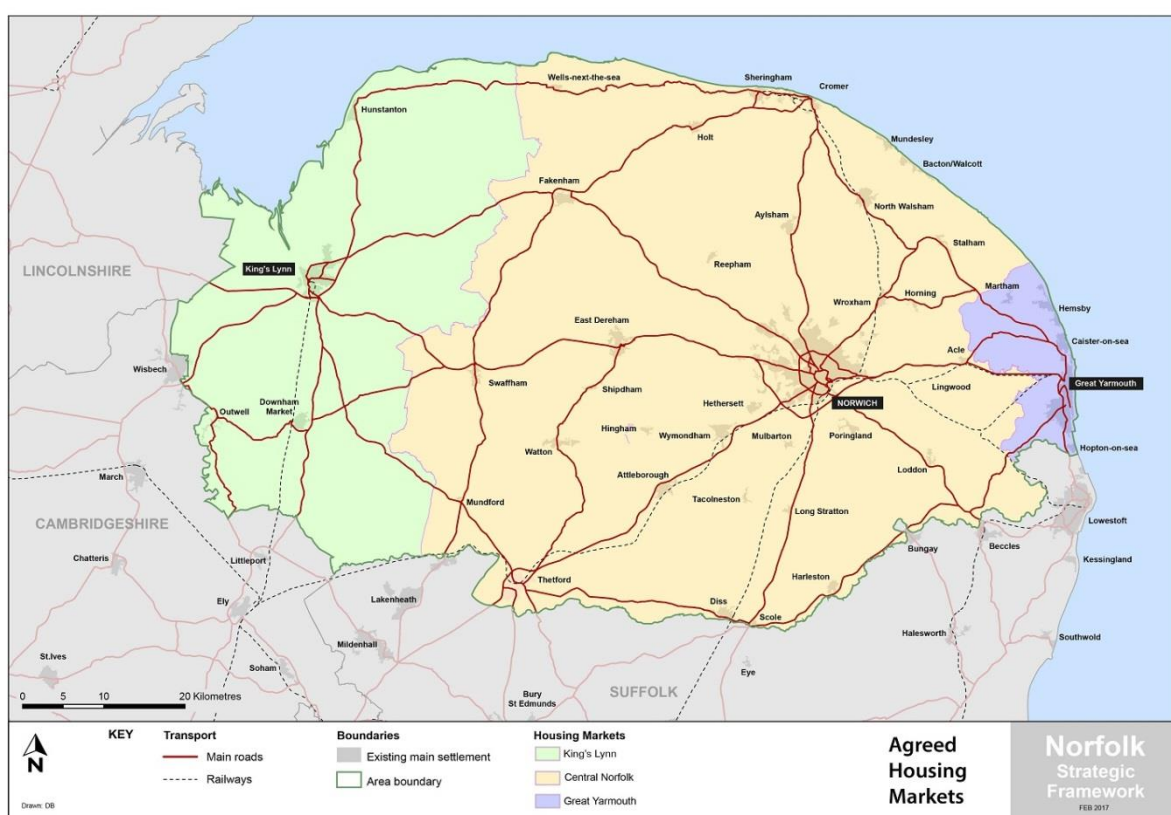 Wells-next-the-sea
Sheringham
Cromer
Hunstanton
Holt
Mundesley
Bacton/Walcott
Fakenham
North Walsham
Aylsham
Stalham
Reepham
LINCOLNSHIRE
King's Lynn
Martham
Wroxham
Horning
Hemsby
East Dereham
Caister-on-sea
Acle
Wisbech
Swaffham
Shipdham
Lingwood
Great Yarmouth
Outwell
Downham
Market
Hethersett
NORWICH
Hingham
Wymondham
Mulbarton
Poringland
Hopton-on-sea
Watton
Loddon
March
Attleborough
Mundford
Tacolneston
Long Stratton
Lowestoft
CAMBRIDGESHIRE
Bungay
Beccles
Chatteris
Littleport
Kessingland
Thetford
Harleston
Ely
Lakenheath
Diss
Scole
Halesworth
Southwold
Mildenhall
St.Ives
Soham
Eye
SUFFOLK
Bury
St Edmunds
0 5 10 20 Kilometres
N
Drawn: DB
KEY
Transport
Main roads
Railways
Boundaries
Existing main settlement
Area boundary
Housing Markets
King's Lynn
Central Norfolk
Great Yarmouth
Agreed
Housing
Markets
Norfolk
Strategic
Framework
FEB 2017